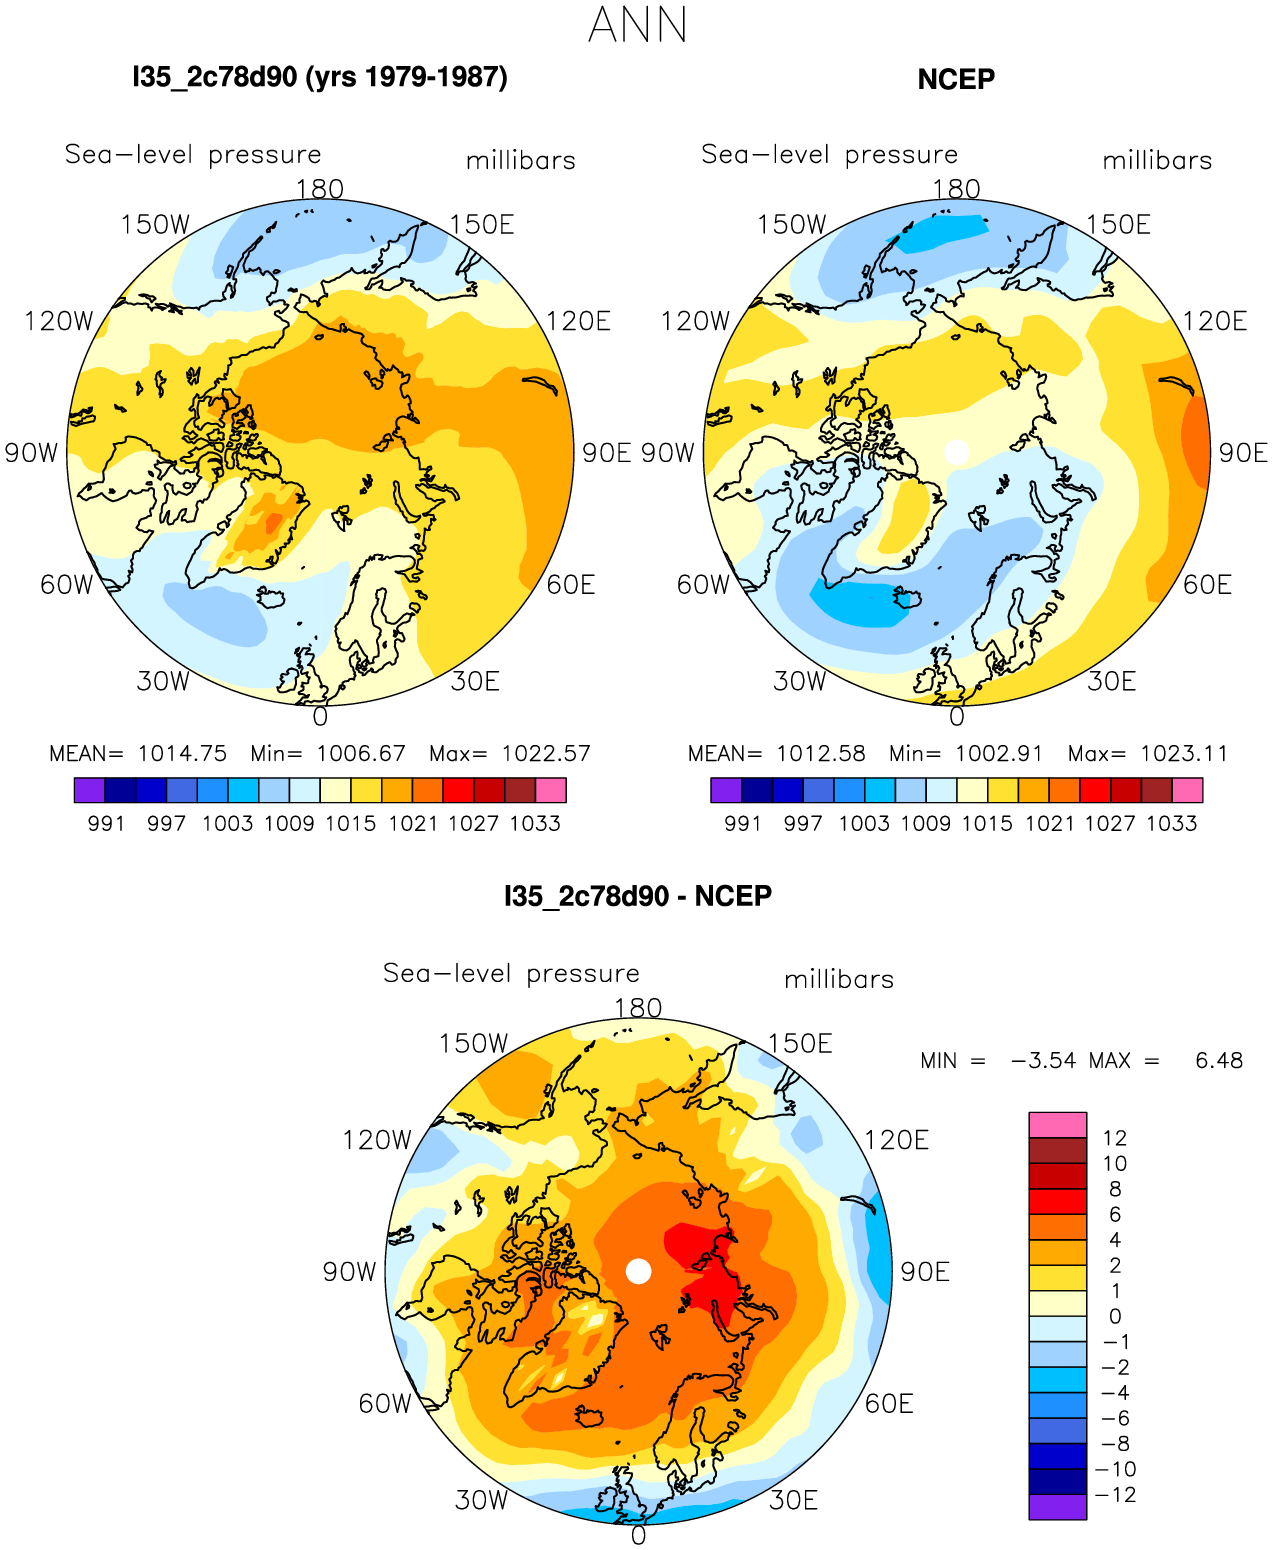 ANN
I35_2c78d90 (yrs 1979-1987)
NCEP
Sea-level pressure millibars
Sea-level pressure millibars
180
150W 150E
120W 120E
90W 90E
60W 60E
30W 30E
0
180
150W 150E
120W 120E
90W 90E
60W 60E
30W 30E
0
MEAN= 1014.75 Min= 1006.67 Max= 1022.57
991 997 1003 1009 1015 1021 1027 1033
MEAN= 1012.58 Min= 1002.91 Max= 1023.11
991 997 1003 1009 1015 1021 1027 1033
I35_2c78d90 - NCEP
Sea-level pressure millibars
180
150W 150E
120W 120E
90W 90E
60W 60E
30W 30E
0
MIN = -3.54 MAX = 6.48
12
10
8
6
4
2
1
0
-1
-2
-4
-6
-8
-10
-12